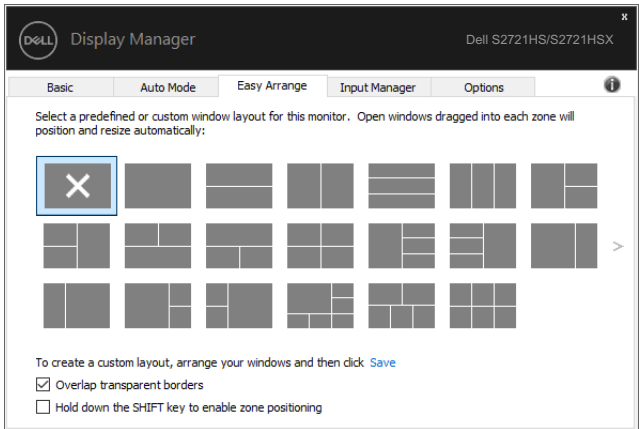 x
DELL
Display Manager
Dell S2721HS/S2721HSX
Basic
Auto Mode
Easy Arrange
Input Manager
Options
i
Select a predefined or custom window layout for this monitor. Open windows dragged into each zone will
position and resize automatically:
>
To create a custom layout, arrange your windows and then click Save
Overlap transparent borders
Hold down the SHIFT key to enable zone positioning